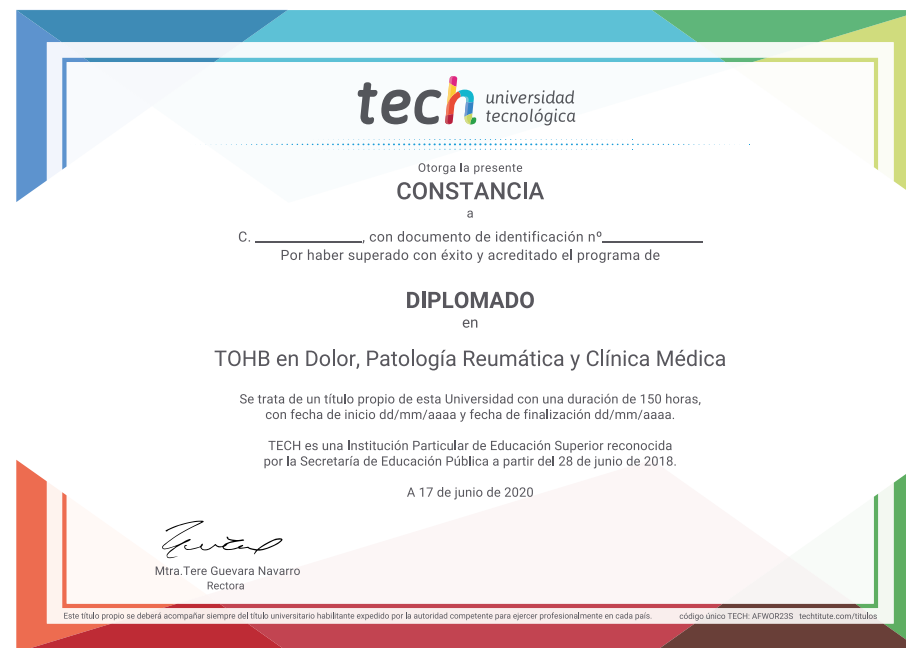 tech universidad
tecnológica
Otorga la presente
CONSTANCIA
a
C. ____________, con documento de identificación nº____________
Por haber superado con éxito y acreditado el programa de
DIPLOMADO
en
TOHB en Dolor, Patología Reumática y Clínica Médica
Se trata de un título propio de esta Universidad con una duración de 150 horas,
con fecha de inicio dd/mm/aaaa y fecha de finalización dd/mm/aaaa.
TECH es una Institución Particular de Educación Superior reconocida
por la Secretaría de Educación Pública a partir del 28 de junio de 2018.
A 17 de junio de 2020
Mtra.Tere Guevara Navarro
Rectora
Este título propio se deberá acompañar siempre del título universitario habilitante expedido por la autoridad competente para ejercer profesionalmente en cada país. código único TECH: AFWOR23S techtitute.com/titulos